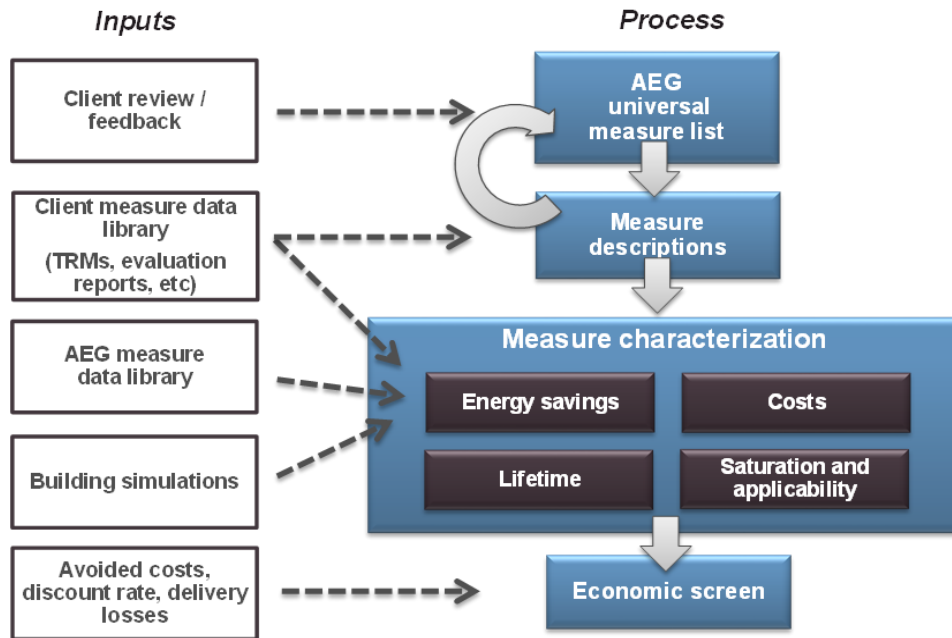 Inputs
Process
Client review /
feedback
AEG
universal
measure list
Client measure data
library
(TRMs, evaluation
reports, etc)
Measure
descriptions
AEG measure
data library
Measure characterization
Energy savings
Costs
Building simulations
Lifetime
Saturation and
applicability
Avoided costs,
discount rate, delivery
losses
Economic screen